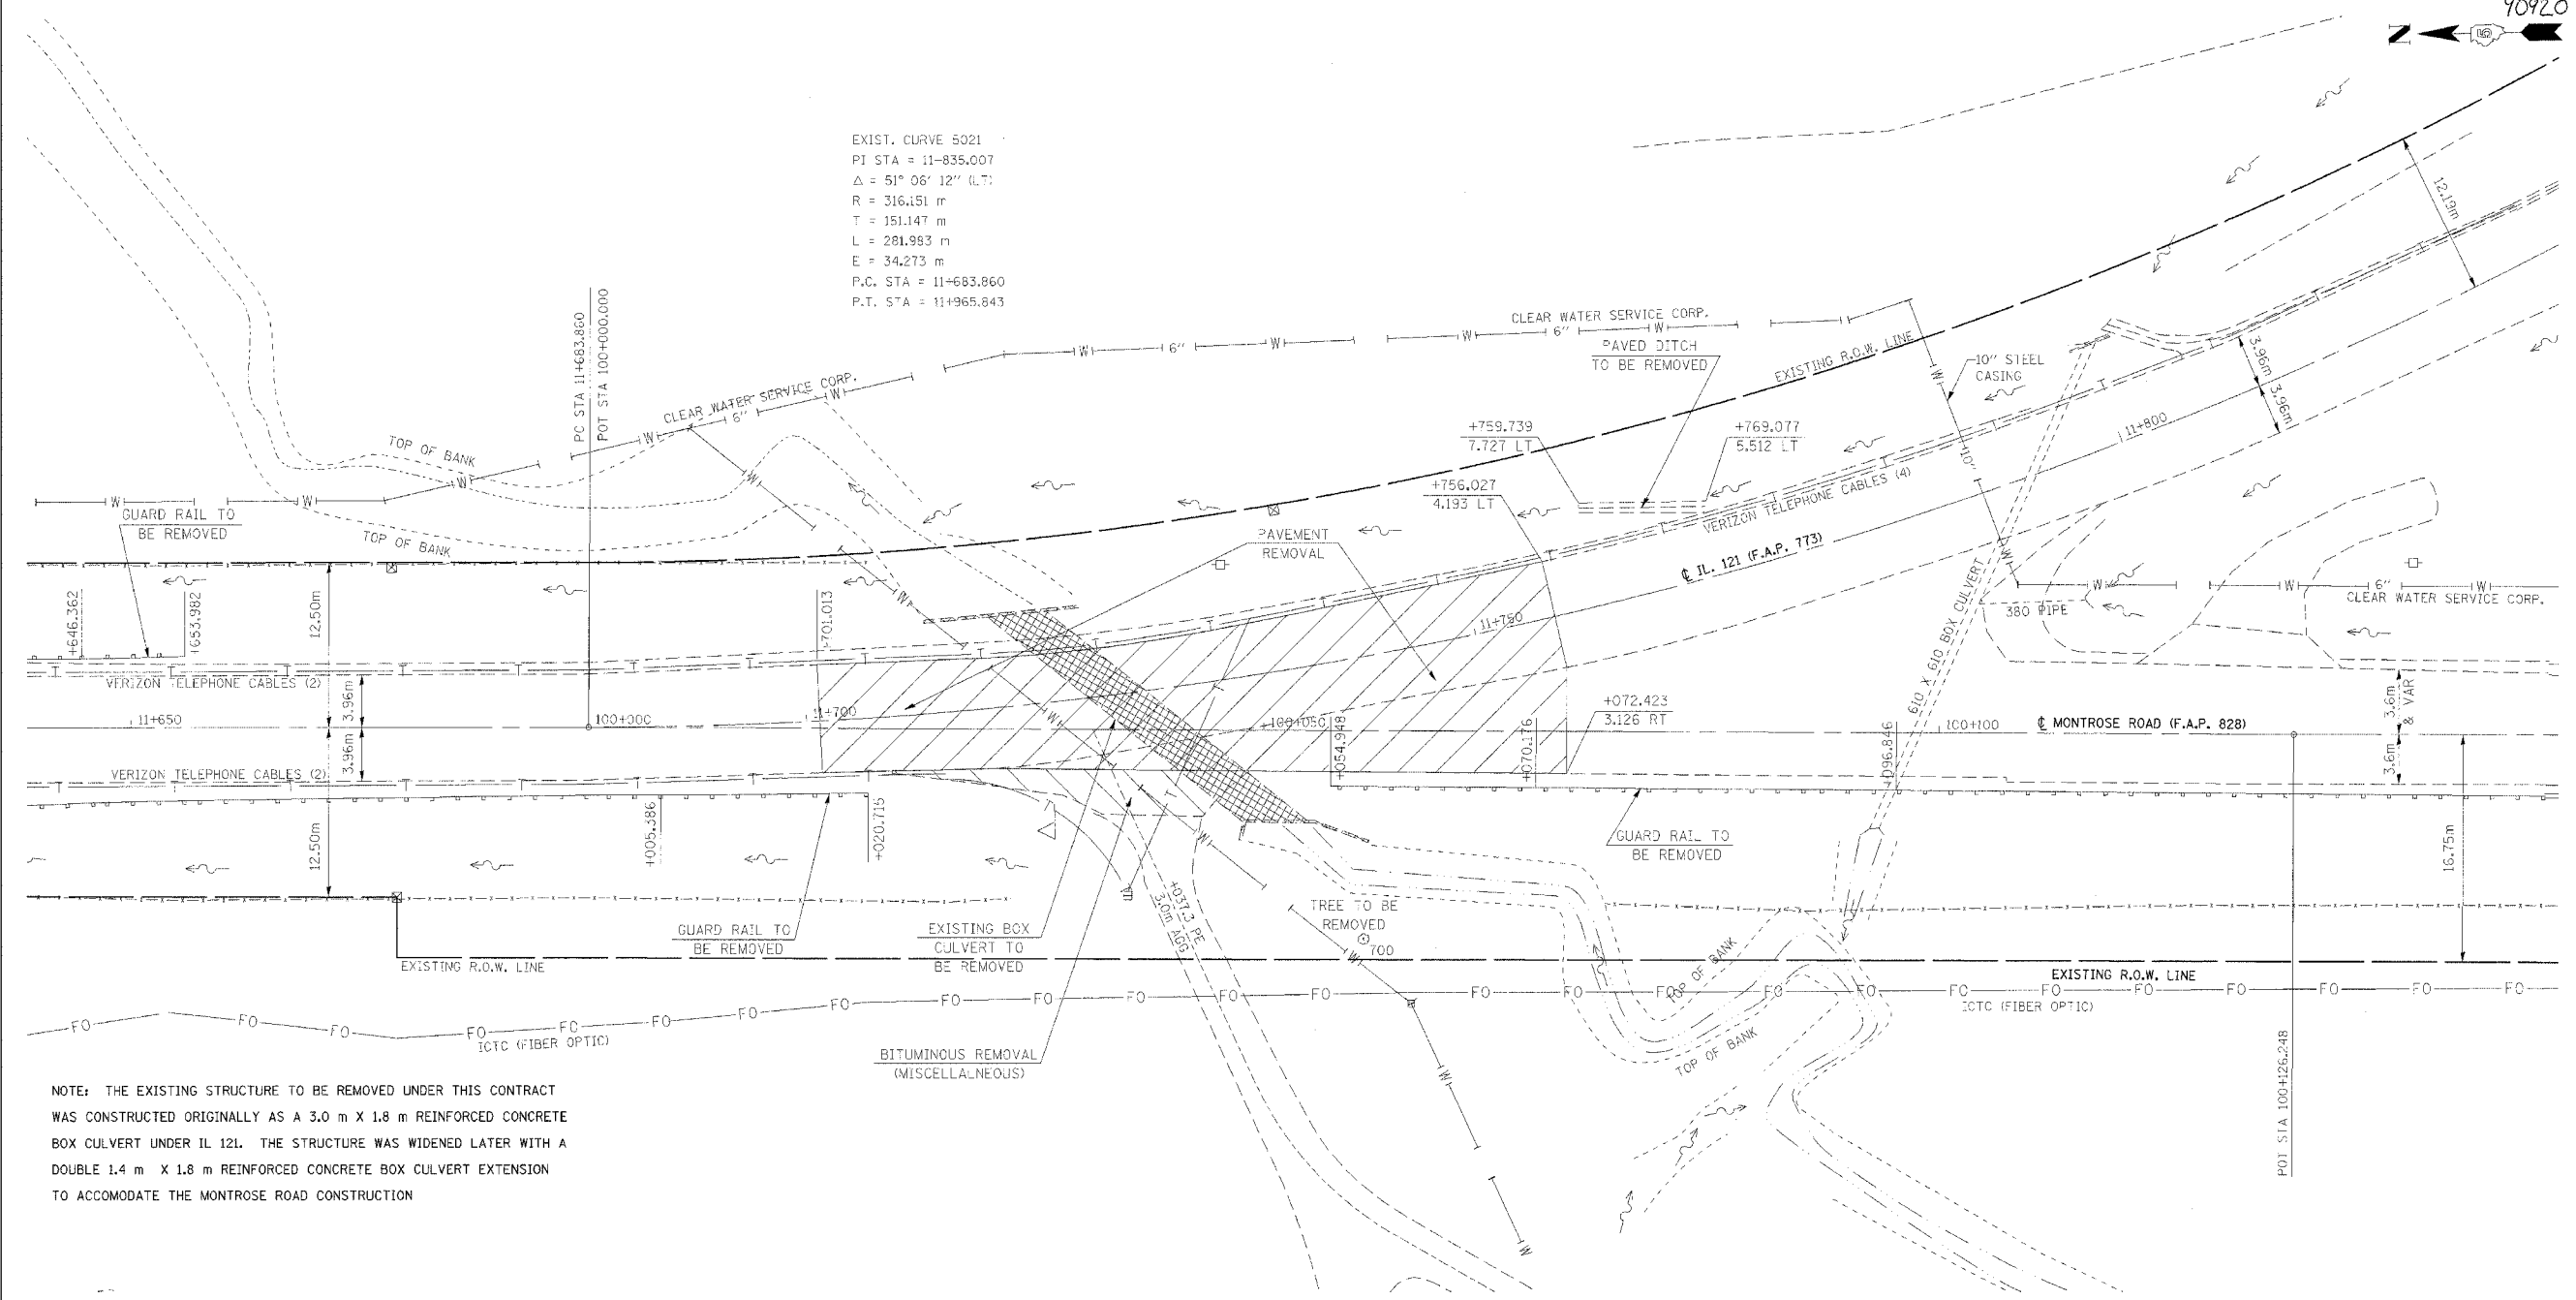 90920
N
EXIST. CURVE 5021
PI STA = 11-835.007
Δ = 51° 06' 12" (LT)
R = 316.151 m
T = 151.147 m
L = 281.983 m
E = 34.273 m
P.C. STA = 11+683.860
P.T. STA = 11+965.843
PC STA 11+683.860
POT STA 100+000.000
CLEAR WATER SERVICE CORP.
6"
W
CLEAR WATER SERVICE CORP.
6"
W
PAVED DITCH
TO BE REMOVED
EXISTING R.O.W. LINE
10" STEEL
CASING
10"
12.19m
3.96m
3.96m
11+800
TOP OF BANK
TOP OF BANK
GUARD RAIL TO
BE REMOVED
+759.739
7.727 LT
+769.077
5.512 LT
+756.027
4.193 LT
VERIZON TELEPHONE CABLES (4)
PAVEMENT
REMOVAL
℄ IL. 121 (F.A.P. 773)
11+750
+646.362
+653.982
12.50m
+701.013
VERIZON TELEPHONE CABLES (2)
3.96m
11+650
100+000
11+700
100+050
3.96m
VERIZON TELEPHONE CABLES (2)
610 X 610 BOX CULVERT
380 PIPE
6"
W
CLEAR WATER SERVICE CORP.
+072.423
3.126 RT
+054.948
+070.176
+096.846
100+100
℄ MONTROSE ROAD (F.A.P. 828)
3.6m
& VAR
3.6m
16.75m
12.50m
+005.386
+020.715
GUARD RAIL TO
BE REMOVED
GUARD RAIL TO
BE REMOVED
EXISTING BOX
CULVERT TO
BE REMOVED
+037.3 PE
3.0m AGG
TREE TO BE
REMOVED
700
EXISTING R.O.W. LINE
EXISTING R.O.W. LINE
TOP OF BANK
TOP OF BANK
FO
ICTC (FIBER OPTIC)
FO
ICTC (FIBER OPTIC)
BITUMINOUS REMOVAL
(MISCELLALNEOUS)
POT STA 100+126.248
NOTE: THE EXISTING STRUCTURE TO BE REMOVED UNDER THIS CONTRACT
WAS CONSTRUCTED ORIGINALLY AS A 3.0 m X 1.8 m REINFORCED CONCRETE
BOX CULVERT UNDER IL 121. THE STRUCTURE WAS WIDENED LATER WITH A
DOUBLE 1.4 m X 1.8 m REINFORCED CONCRETE BOX CULVERT EXTENSION
TO ACCOMODATE THE MONTROSE ROAD CONSTRUCTION